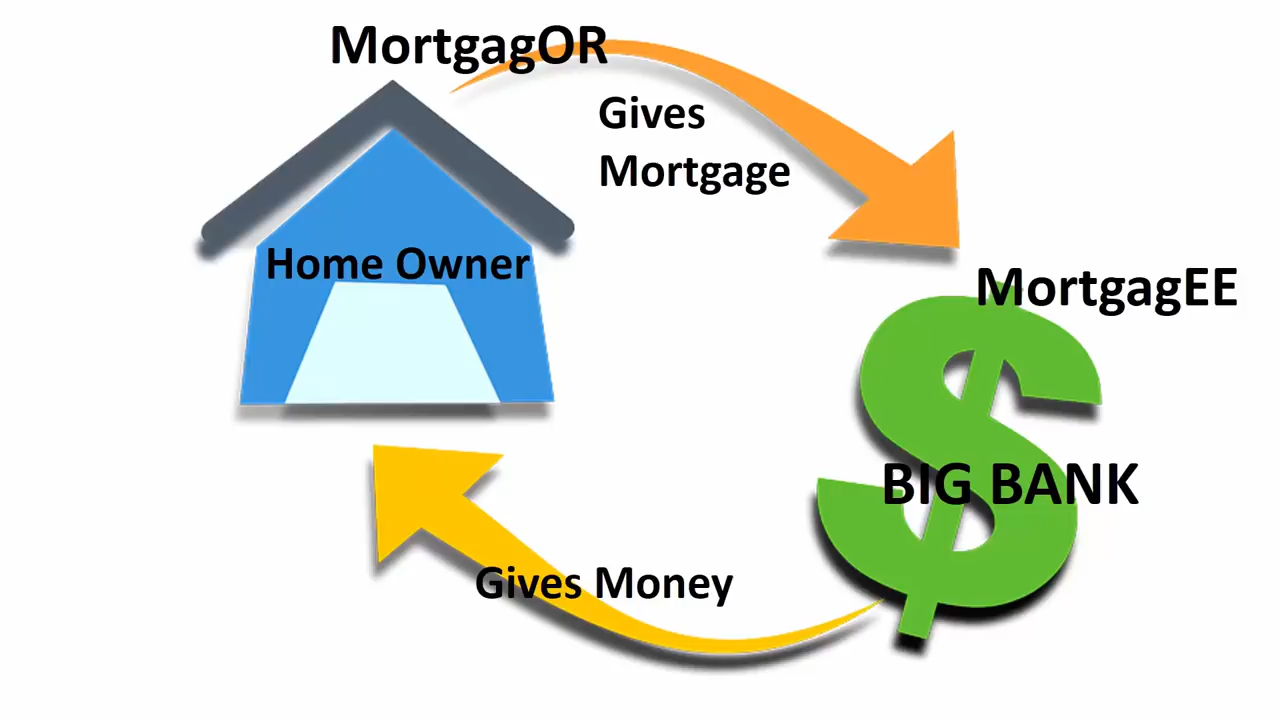 MortgagOR
Gives
Mortgage
Home Owner
MortgagEE
BIG BANK
Gives Money